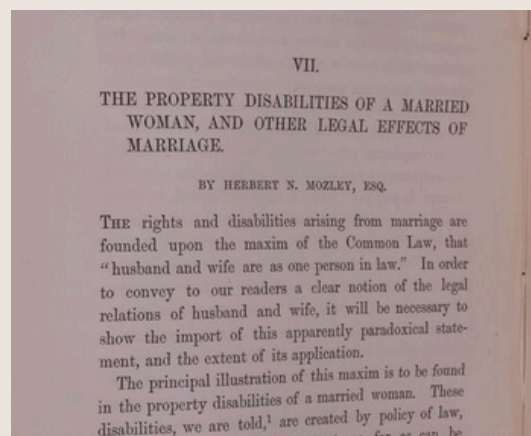 VII.
THE PROPERTY DISABILITIES OF A MARRIED
WOMAN, AND OTHER LEGAL EFFECTS OF
MARRIAGE.
BY HERBERT N. MOZLEY, ESQ.
THE rights and disabilities arising from marriage are
founded upon the maxim of the Common Law, that
“husband and wife are as one person in law.” In order
to convey to our readers a clear notion of the legal
relations of husband and wife, it will be necessary to
show the import of this apparently paradoxical state-
ment, and the extent of its application.
The principal illustration of this maxim is to be found
in the property disabilities of a married woman. These
disabilities, we are told,¹ are created by policy of law,
far as can be